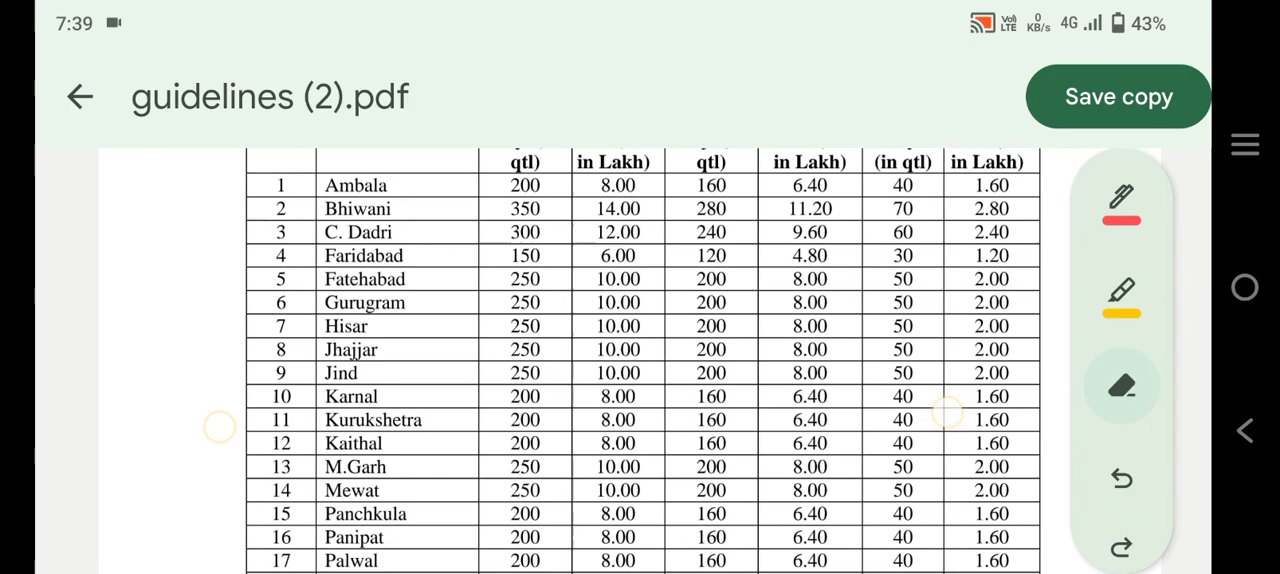 7:39 Vo) LTE 0 KB/s 4G 43%
guidelines (2).pdf Save copy
qtl) in Lakh) qtl) in Lakh) (in qtl) in Lakh)
1 Ambala 200 8.00 160 6.40 40 1.60
2 Bhiwani 350 14.00 280 11.20 70 2.80
3 C. Dadri 300 12.00 240 9.60 60 2.40
4 Faridabad 150 6.00 120 4.80 30 1.20
5 Fatehabad 250 10.00 200 8.00 50 2.00
6 Gurugram 250 10.00 200 8.00 50 2.00
7 Hisar 250 10.00 200 8.00 50 2.00
8 Jhajjar 250 10.00 200 8.00 50 2.00
9 Jind 250 10.00 200 8.00 50 2.00
10 Karnal 200 8.00 160 6.40 40 1.60
11 Kurukshetra 200 8.00 160 6.40 40 1.60
12 Kaithal 200 8.00 160 6.40 40 1.60
13 M.Garh 250 10.00 200 8.00 50 2.00
14 Mewat 250 10.00 200 8.00 50 2.00
15 Panchkula 200 8.00 160 6.40 40 1.60
16 Panipat 200 8.00 160 6.40 40 1.60
17 Palwal 200 8.00 160 6.40 40 1.60